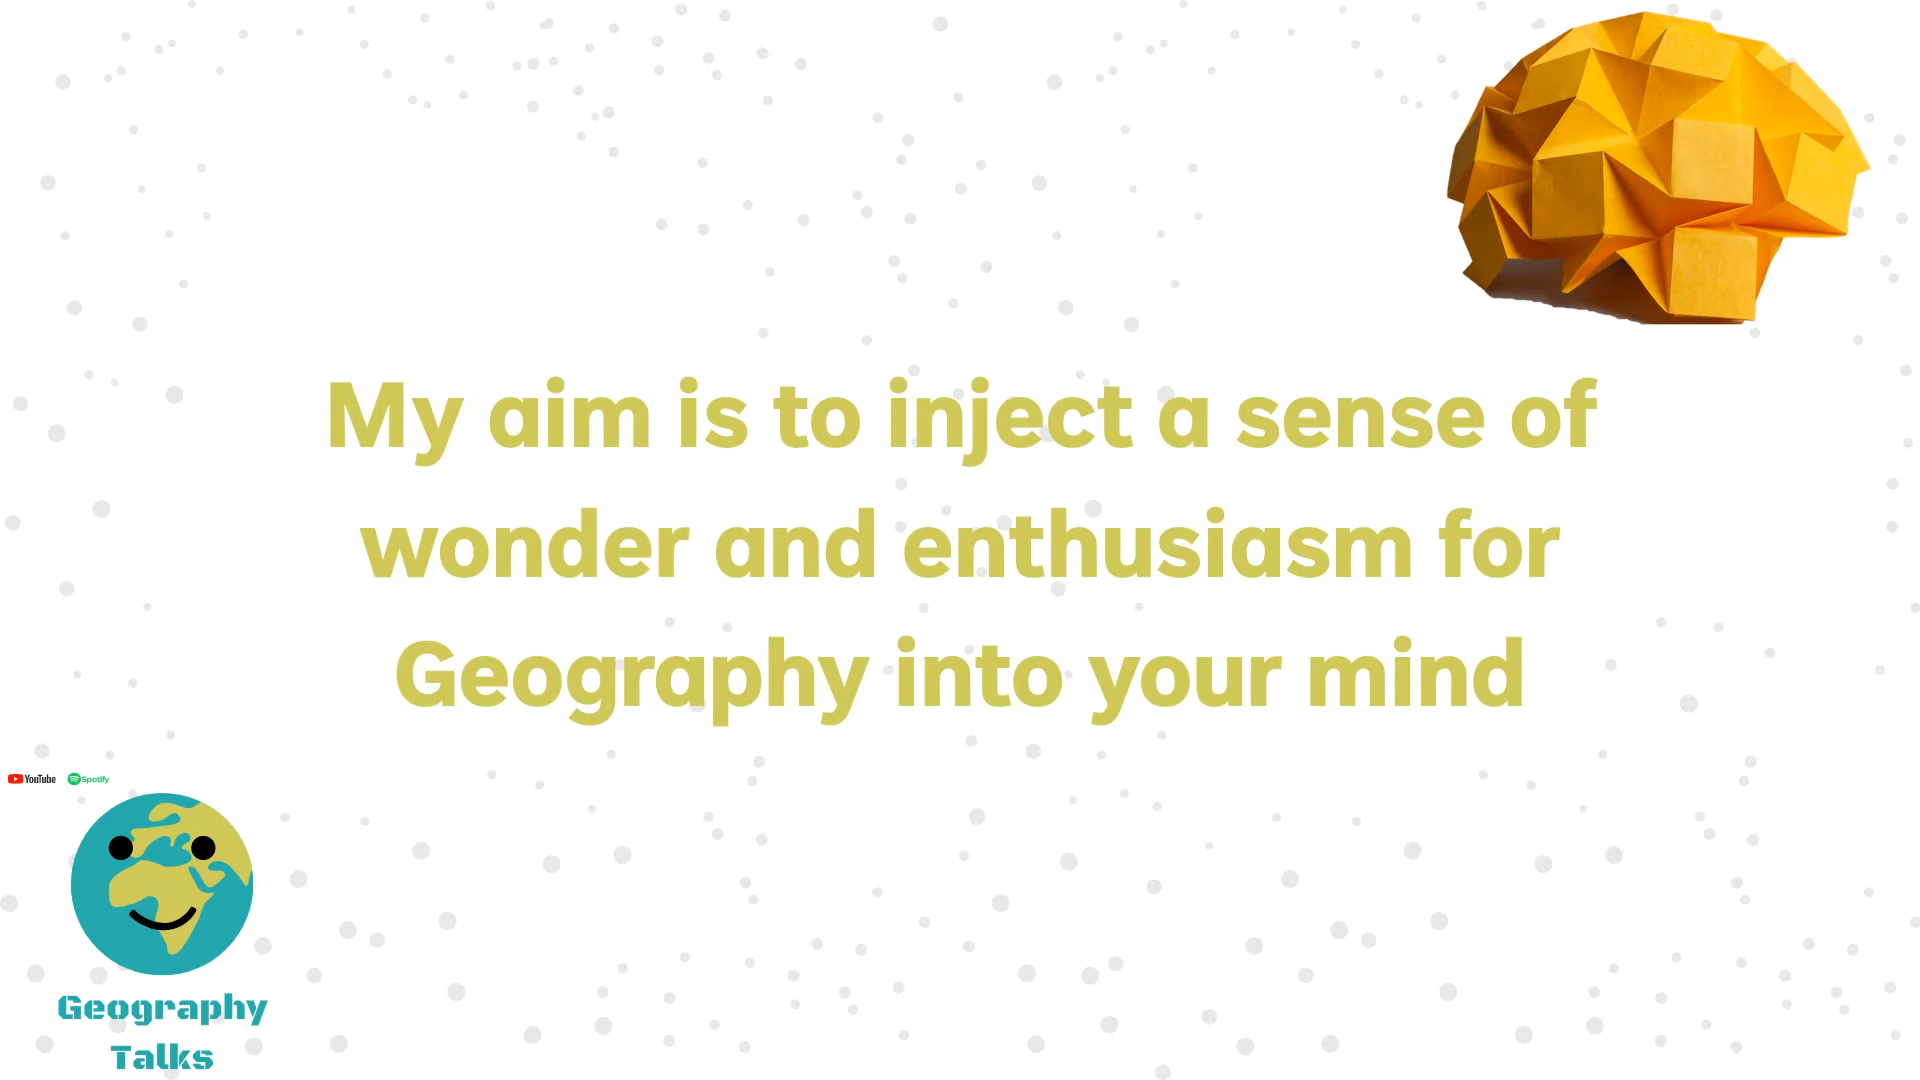 My aim is to inject a sense of
wonder and enthusiasm for
Geography into your mind
YouTube Spotify
Geography
Talks